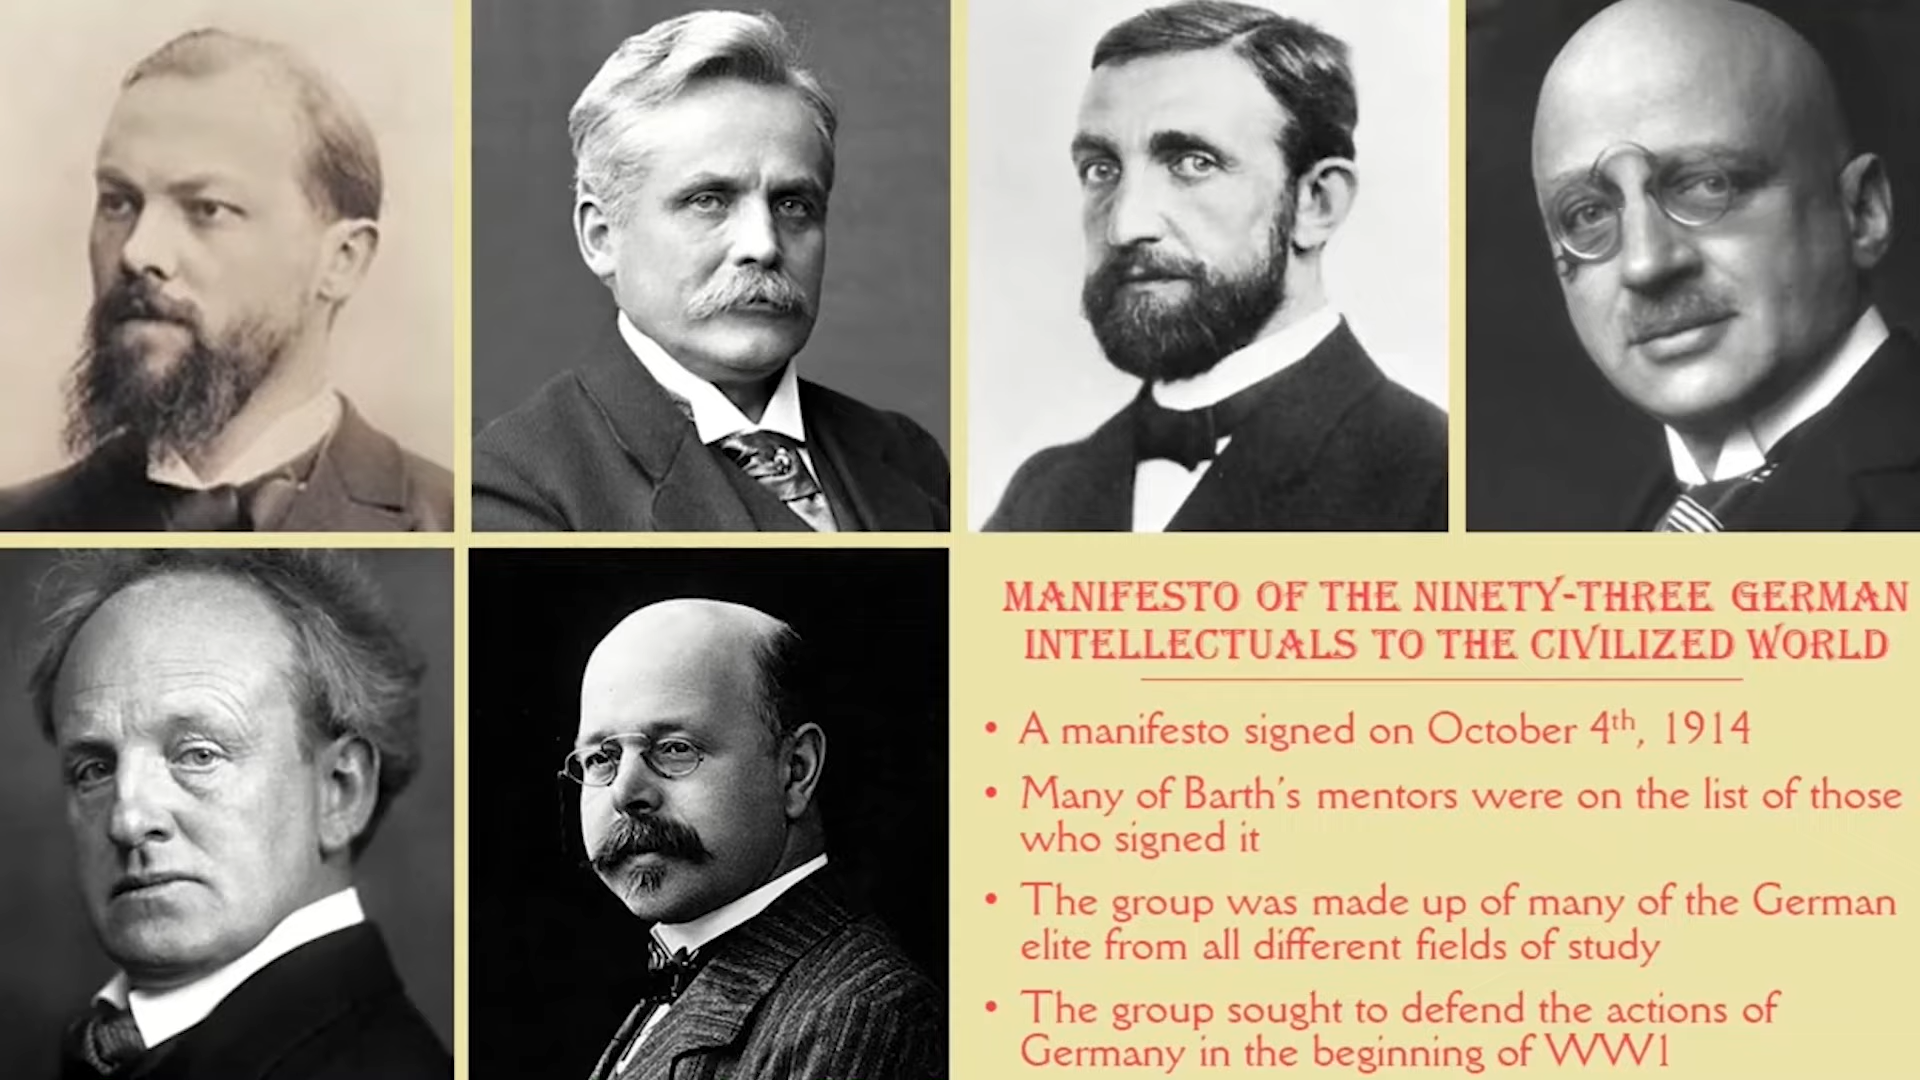 MANIFESTO OF THE NINETY-THREE GERMAN
INTELLECTUALS TO THE CIVILIZED WORLD
• A manifesto signed on October 4th, 1914
• Many of Barth's mentors were on the list of those
who signed it
• The group was made up of many of the German
elite from all different fields of study
• The group sought to defend the actions of
Germany in the beginning of WW1